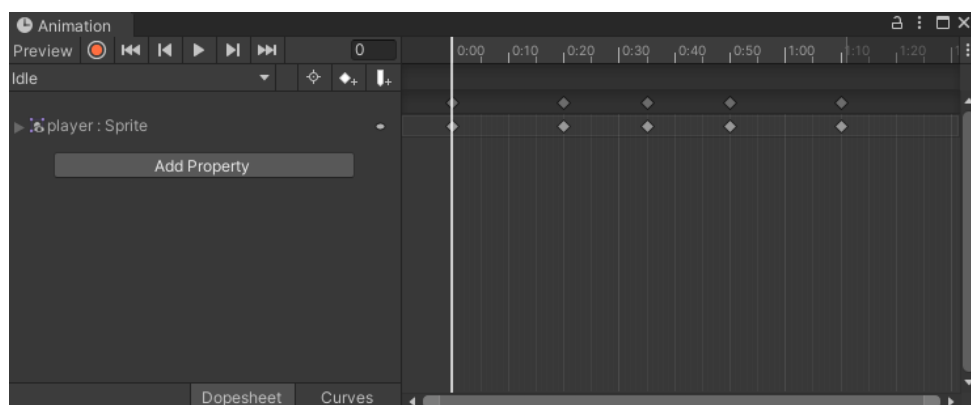 Animation
Preview 0 0:00 0:10 0:20 0:30 0:40 0:50 1:00 1:10 1:20
Idle
player : Sprite
Add Property
Dopesheet Curves